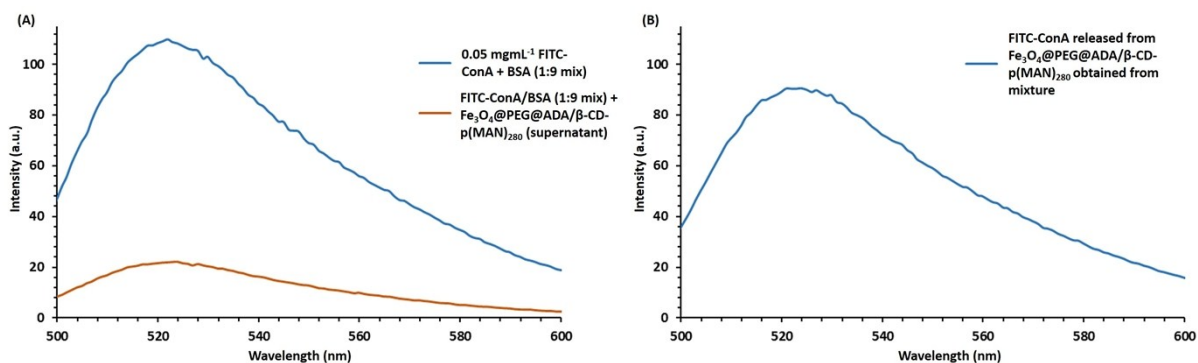 (A)
Intensity (a.u.)
100
80
60
40
20
0
500
520
540
560
580
600
Wavelength (nm)
0.05 mgmL⁻¹ FITC-
ConA + BSA (1:9 mix)
FITC-ConA/BSA (1:9 mix) +
Fe₃O₄@PEG@ADA/β-CD-
p(MAN)₂₈₀ (supernatant)
(B)
Intensity (a.u.)
100
80
60
40
20
0
500
520
540
560
580
600
Wavelength (nm)
FITC-ConA released from
Fe₃O₄@PEG@ADA/β-CD-
p(MAN)₂₈₀ obtained from
mixture